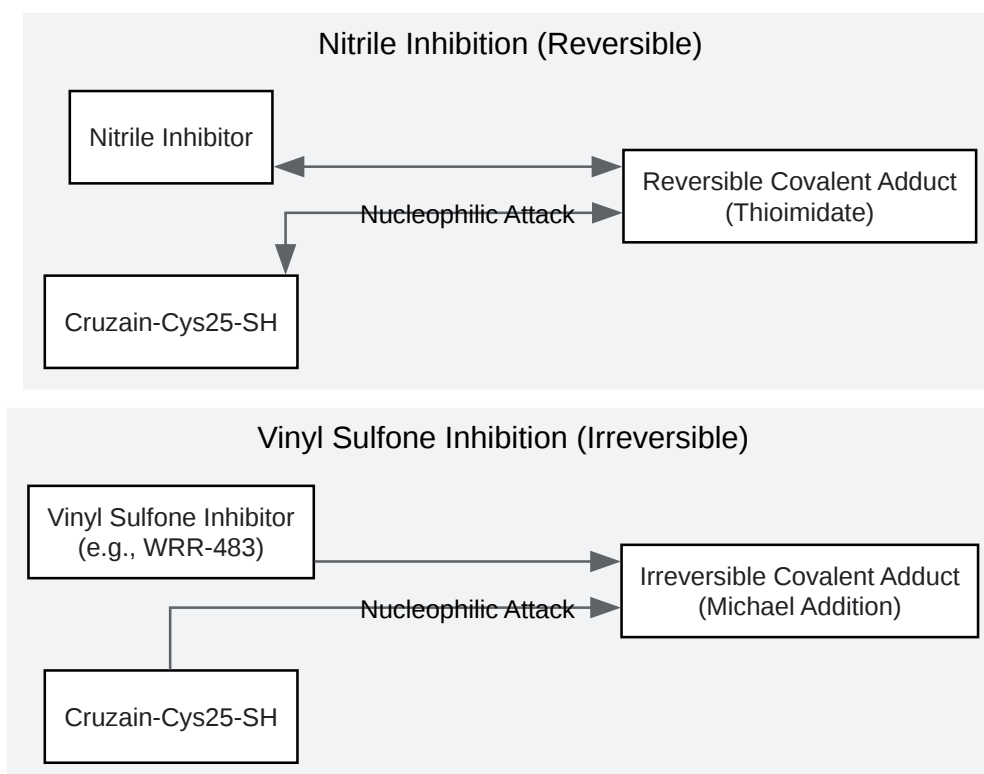 Nitrile Inhibition (Reversible)
Nitrile Inhibitor
Reversible Covalent Adduct
(Thioimidate)
Nucleophilic Attack
Cruzain-Cys25-SH
Vinyl Sulfone Inhibition (Irreversible)
Vinyl Sulfone Inhibitor
(e.g., WRR-483)
Irreversible Covalent Adduct
(Michael Addition)
Nucleophilic Attack
Cruzain-Cys25-SH